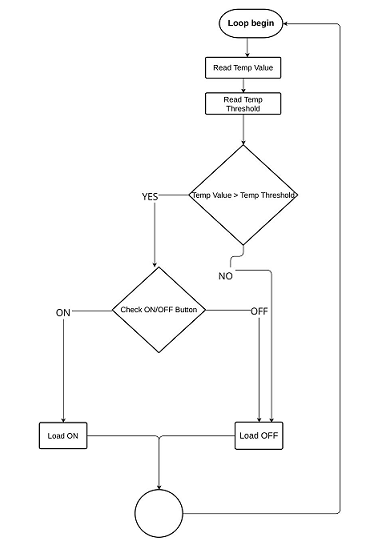 Loop begin
Read Temp Value
Read Temp
Threshold
Temp Value > Temp Threshold
YES
NO
Check ON/OFF Button
ON
OFF
Load ON
Load OFF